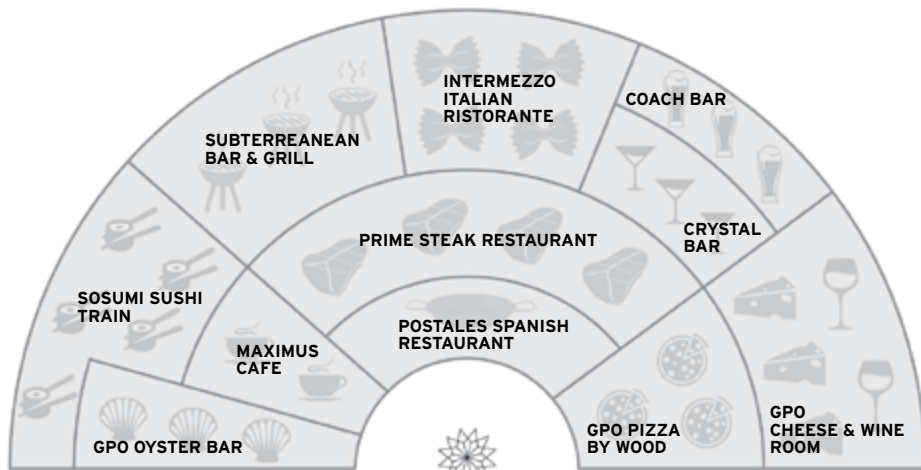 INTERMEZZO
ITALIAN
RISTORANTE
COACH BAR
SUBTERREANEAN
BAR & GRILL
CRYSTAL
BAR
PRIME STEAK RESTAURANT
SOSUMI SUSHI
TRAIN
POSTALES SPANISH
RESTAURANT
MAXIMUS
CAFE
GPO OYSTER BAR
GPO PIZZA
BY WOOD
GPO
CHEESE & WINE
ROOM